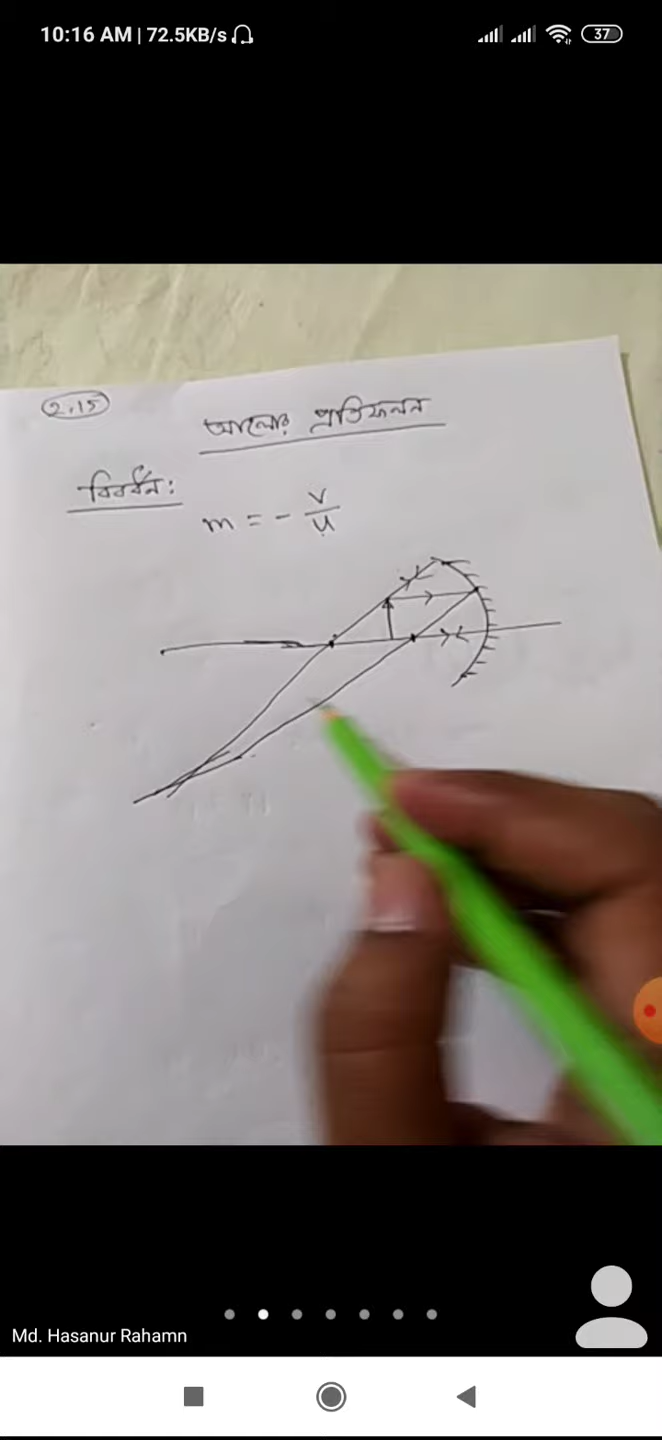 10:16 AM | 72.5KB/s
37
2.15
আলোর প্রতিফলন
বিবর্ধন:
m = - v/u
Md. Hasanur Rahamn